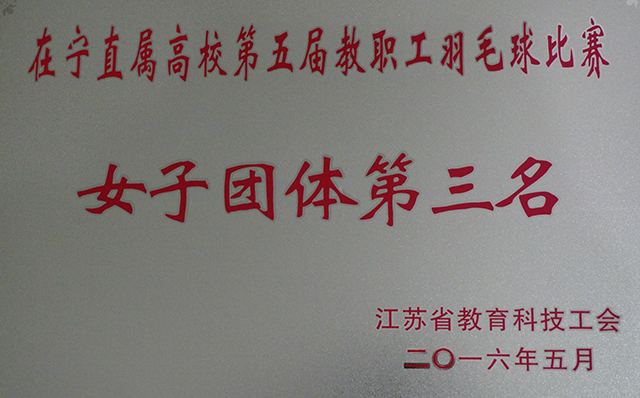 在宁直属高校第五届教职工羽毛球比赛
女子团体第三名
江苏省教育科技工会
二〇一六年五月